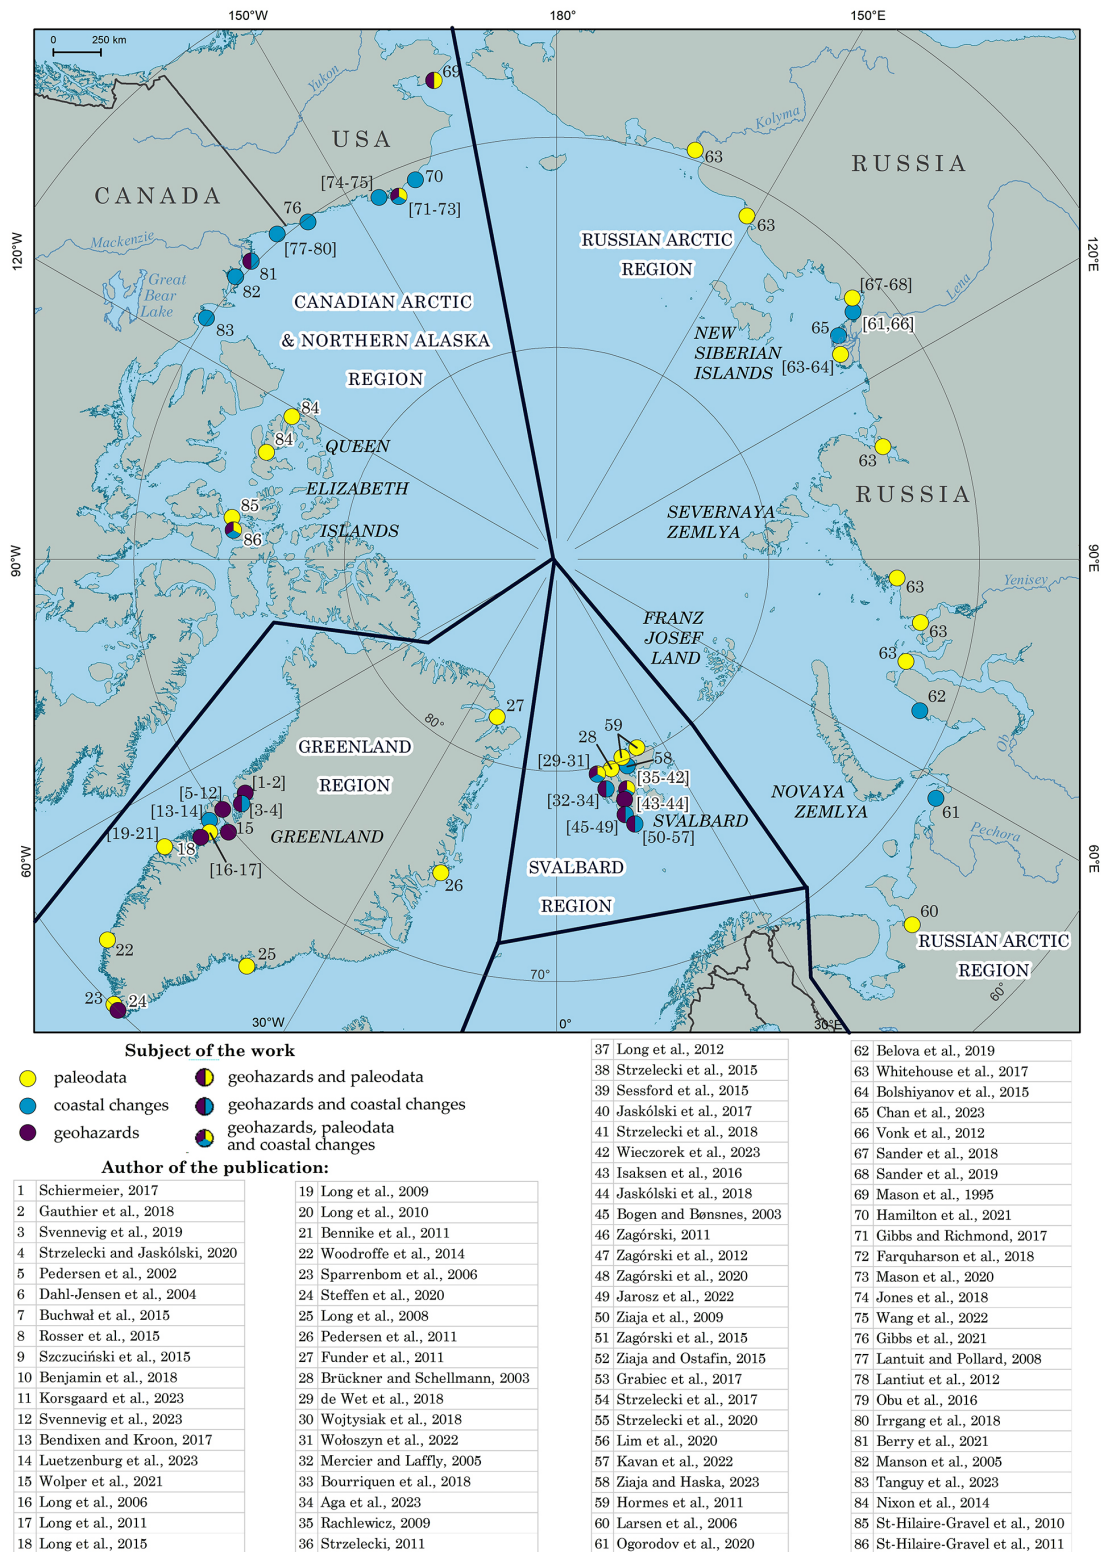 150°W
180°
150°E
0 250 km
69
Yukon
USA
Kolyma
63
RUSSIA
CANADA
[74-75]
70
[71-73]
76
[77-80]
63
120°W
Mackenzie
81
82
Great
Bear
Lake
83
RUSSIAN ARCTIC
REGION
120°E
Lena
[67-68]
[61,66]
65
[63-64]
CANADIAN ARCTIC
& NORTHERN ALASKA
REGION
NEW
SIBERIAN
ISLANDS
84
84
QUEEN
ELIZABETH
ISLANDS
63
RUSSIA
85
86
SEVERNAYA
ZEMLYA
90°W
90°E
63
Yenisey
63
63
FRANZ
JOSEF
LAND
62
Ob
27
80°
GREENLAND
REGION
59
28
58
[29-31]
[35-42]
[32-34]
[43-44]
SVALBARD
[45-49]
[50-57]
NOVAYA
ZEMLYA
61
Pechora
[1-2]
[5-12]
[3-4]
[13-14]
15
[19-21]
18
[16-17]
GREENLAND
60°W
60°E
26
SVALBARD
REGION
60
RUSSIAN ARCTIC
REGION
22
25
70°
60°
23
24
30°W
0°
30°E
Subject of the work
paleodata
coastal changes
geohazards
geohazards and paleodata
geohazards and coastal changes
geohazards, paleodata
and coastal changes
Author of the publication:
1 Schiermeier, 2017
2 Gauthier et al., 2018
3 Svennevig et al., 2019
4 Strzelecki and Jaskólski, 2020
5 Pedersen et al., 2002
6 Dahl-Jensen et al., 2004
7 Buchwał et al., 2015
8 Rosser et al., 2015
9 Szczuciński et al., 2015
10 Benjamin et al., 2018
11 Korsgaard et al., 2023
12 Svennevig et al., 2023
13 Bendixen and Kroon, 2017
14 Luetzenburg et al., 2023
15 Wolper et al., 2021
16 Long et al., 2006
17 Long et al., 2011
18 Long et al., 2015
19 Long et al., 2009
20 Long et al., 2010
21 Bennike et al., 2011
22 Woodroffe et al., 2014
23 Sparrenbom et al., 2006
24 Steffen et al., 2020
25 Long et al., 2008
26 Pedersen et al., 2011
27 Funder et al., 2011
28 Brückner and Schellmann, 2003
29 de Wet et al., 2018
30 Wojtysiak et al., 2018
31 Wołoszyn et al., 2022
32 Mercier and Laffly, 2005
33 Bourriquen et al., 2018
34 Aga et al., 2023
35 Rachlewicz, 2009
36 Strzelecki, 2011
37 Long et al., 2012
38 Strzelecki et al., 2015
39 Sessford et al., 2015
40 Jaskólski et al., 2017
41 Strzelecki et al., 2018
42 Wieczorek et al., 2023
43 Isaksen et al., 2016
44 Jaskólski et al., 2018
45 Bogen and Bønsnes, 2003
46 Zagórski, 2011
47 Zagórski et al., 2012
48 Zagórski et al., 2020
49 Jarosz et al., 2022
50 Ziaja et al., 2009
51 Zagórski et al., 2015
52 Ziaja and Ostafin, 2015
53 Grabiec et al., 2017
54 Strzelecki et al., 2017
55 Strzelecki et al., 2020
56 Lim et al., 2020
57 Kavan et al., 2022
58 Ziaja and Haska, 2023
59 Hormes et al., 2011
60 Larsen et al., 2006
61 Ogorodov et al., 2020
62 Belova et al., 2019
63 Whitehouse et al., 2017
64 Bolshiyanov et al., 2015
65 Chan et al., 2023
66 Vonk et al., 2012
67 Sander et al., 2018
68 Sander et al., 2019
69 Mason et al., 1995
70 Hamilton et al., 2021
71 Gibbs and Richmond, 2017
72 Farquharson et al., 2018
73 Mason et al., 2020
74 Jones et al., 2018
75 Wang et al., 2022
76 Gibbs et al., 2021
77 Lantuit and Pollard, 2008
78 Lantiut et al., 2012
79 Obu et al., 2016
80 Irrgang et al., 2018
81 Berry et al., 2021
82 Manson et al., 2005
83 Tanguy et al., 2023
84 Nixon et al., 2014
85 St-Hilaire-Gravel et al., 2010
86 St-Hilaire-Gravel et al., 2011